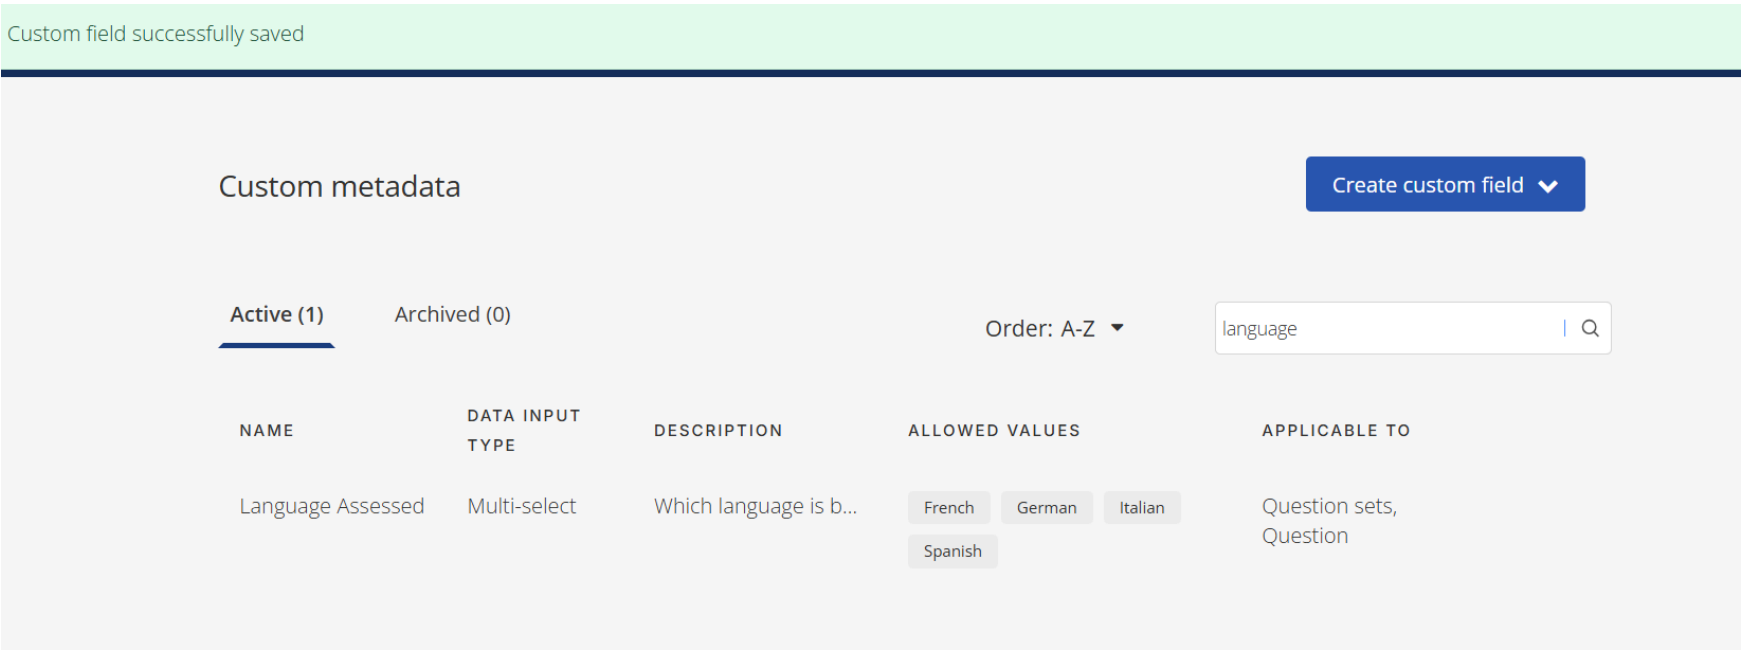 Custom field successfully saved
Custom metadata
Create custom field
Active (1)
Archived (0)
Order: A-Z
language
NAME
DATA INPUT
TYPE
DESCRIPTION
ALLOWED VALUES
APPLICABLE TO
Language Assessed
Multi-select
Which language is b...
French
German
Italian
Spanish
Question sets,
Question